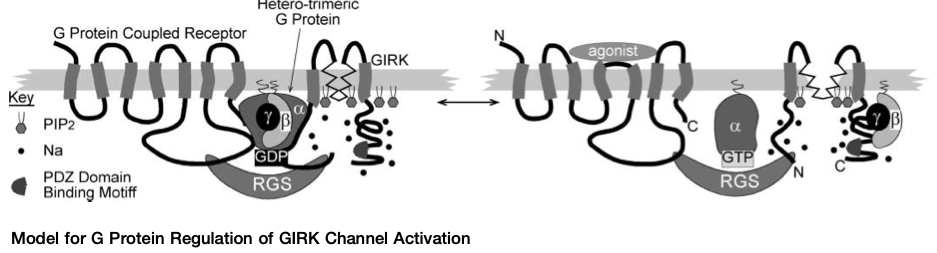 Hetero-trimeric
G Protein
G Protein Coupled Receptor
GIRK
N
agonist
Key
PIP2
Na
PDZ Domain
Binding Motiff
γ
β
α
GDP
RGS
α
GTP
RGS
C
N
γ
β
C
Model for G Protein Regulation of GIRK Channel Activation